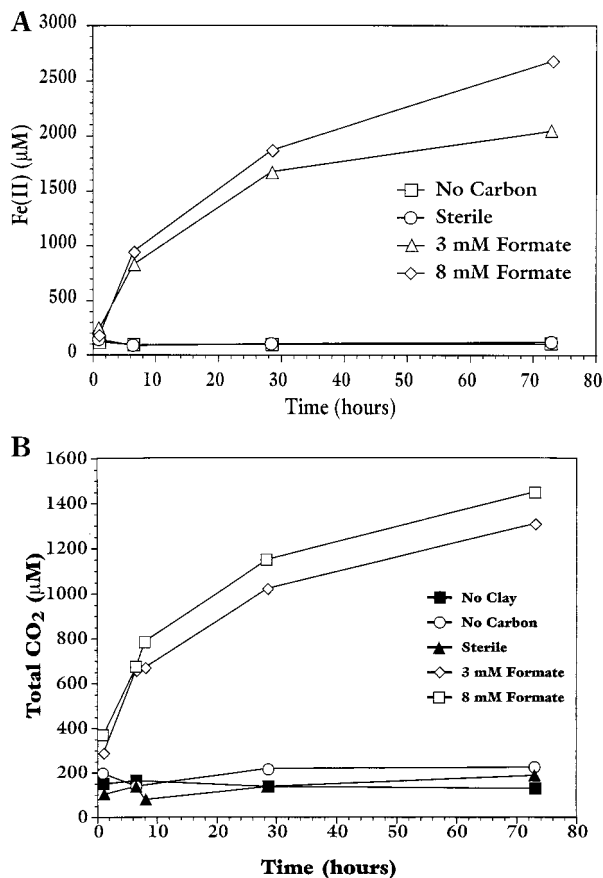 A
3000
2500
2000
1500
1000
500
0
Fe(II) (µM)
No Carbon
Sterile
3 mM Formate
8 mM Formate
0 10 20 30 40 50 60 70 80
Time (hours)
B
1600
1400
1200
1000
800
600
400
200
0
Total CO2 (µM)
No Clay
No Carbon
Sterile
3 mM Formate
8 mM Formate
0 10 20 30 40 50 60 70 80
Time (hours)